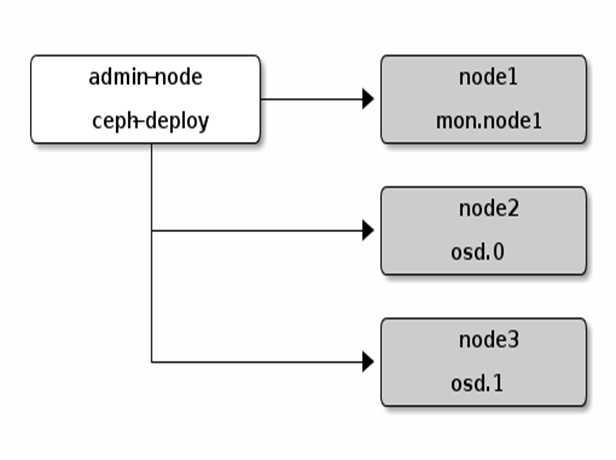 admin-node
ceph-deploy
node1
mon.node1
node2
osd.0
node3
osd.1